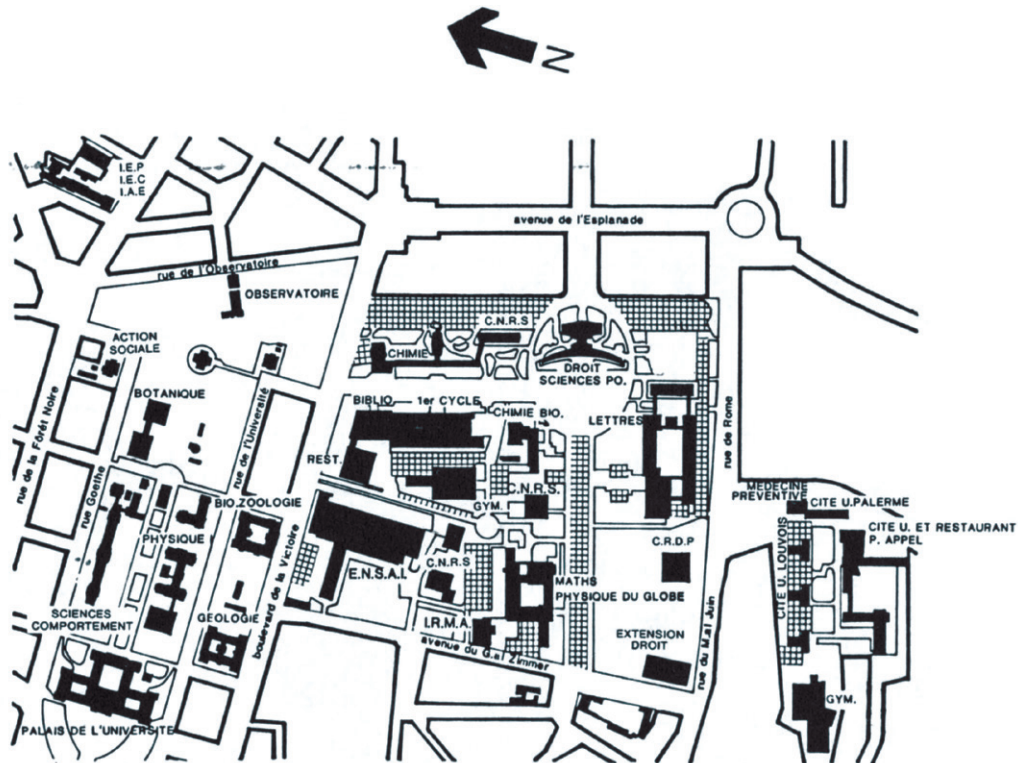 N
I.E.P
I.E.C
I.A.E
avenue de l'Esplanade
rue de l'Observatoire
OBSERVATOIRE
ACTION
SOCIALE
C.N.R.S
CHIMIE
DROIT
SCIENCES PO.
BOTANIQUE
BIBLIO.
1er CYCLE
CHIMIE BIO.
LETTRES
rue de la Fôrét Noire
rue Goethe
rue de l'Université
rue de Rome
REST.
C.N.R.S.
GYM.
BIO.ZOOLOGIE
PHYSIQUE
MEDECINE
PREVENTIVE
CITE U.PALERME
CITE U. ET RESTAURANT
P. APPEL
CITE U. LOUVOIS
boulevard de la Victoire
E.N.S.A.I.
C.N.R.S
C.R.D.P
MATHS
PHYSIQUE DU GLOBE
SCIENCES
COMPORTEMENT
GEOLOGIE
I.R.M.A.
avenue du G.al Zimmer
EXTENSION
DROIT
rue du M.al Juin
GYM.
PALAIS DE L'UNIVERSITE